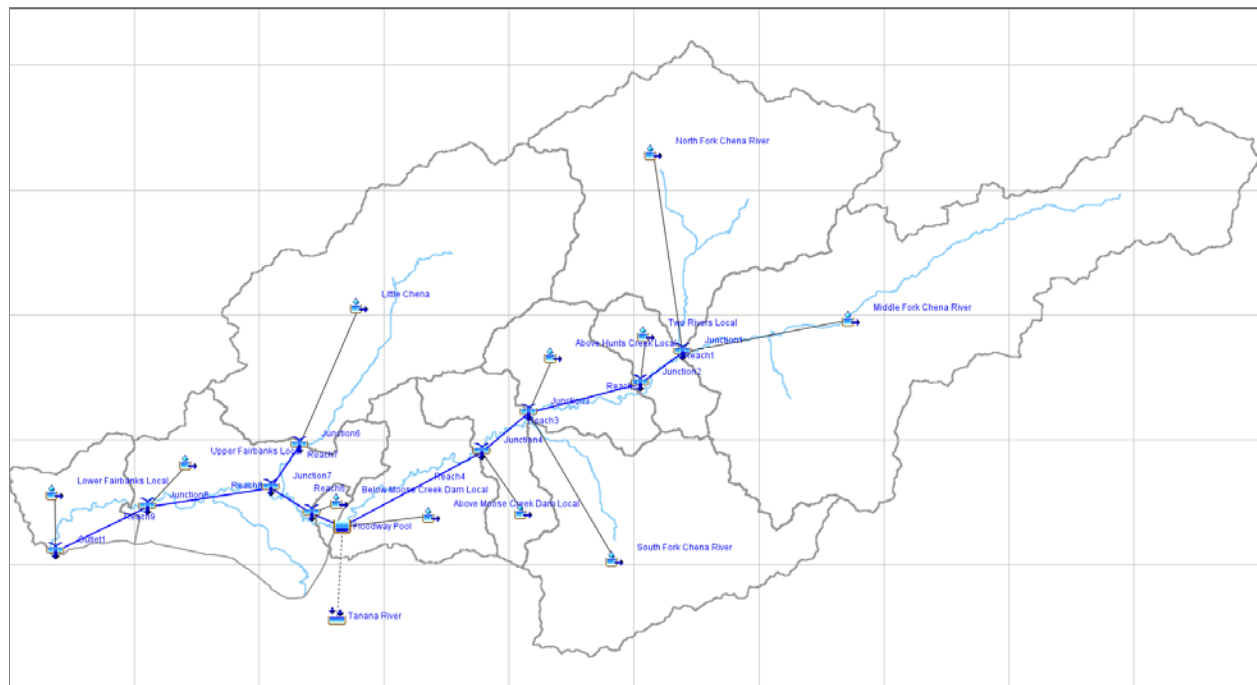 North Fork Chena River
Little Chena
Middle Fork Chena River
Two Rivers Local
Junction1
Above Hunts Creek Local
Reach1
Junction2
Reach
Junction3
Reach3
Junction6
Junction4
Upper Fairbanks Local
Reach7
Reach4
Lower Fairbanks Local
Junction7
Reach8
Reach6
Below Moose Creek Dam Local
Junction8
Above Moose Creek Dam Local
Reach9
Floodway Pool
Outlet1
South Fork Chena River
Tanana River